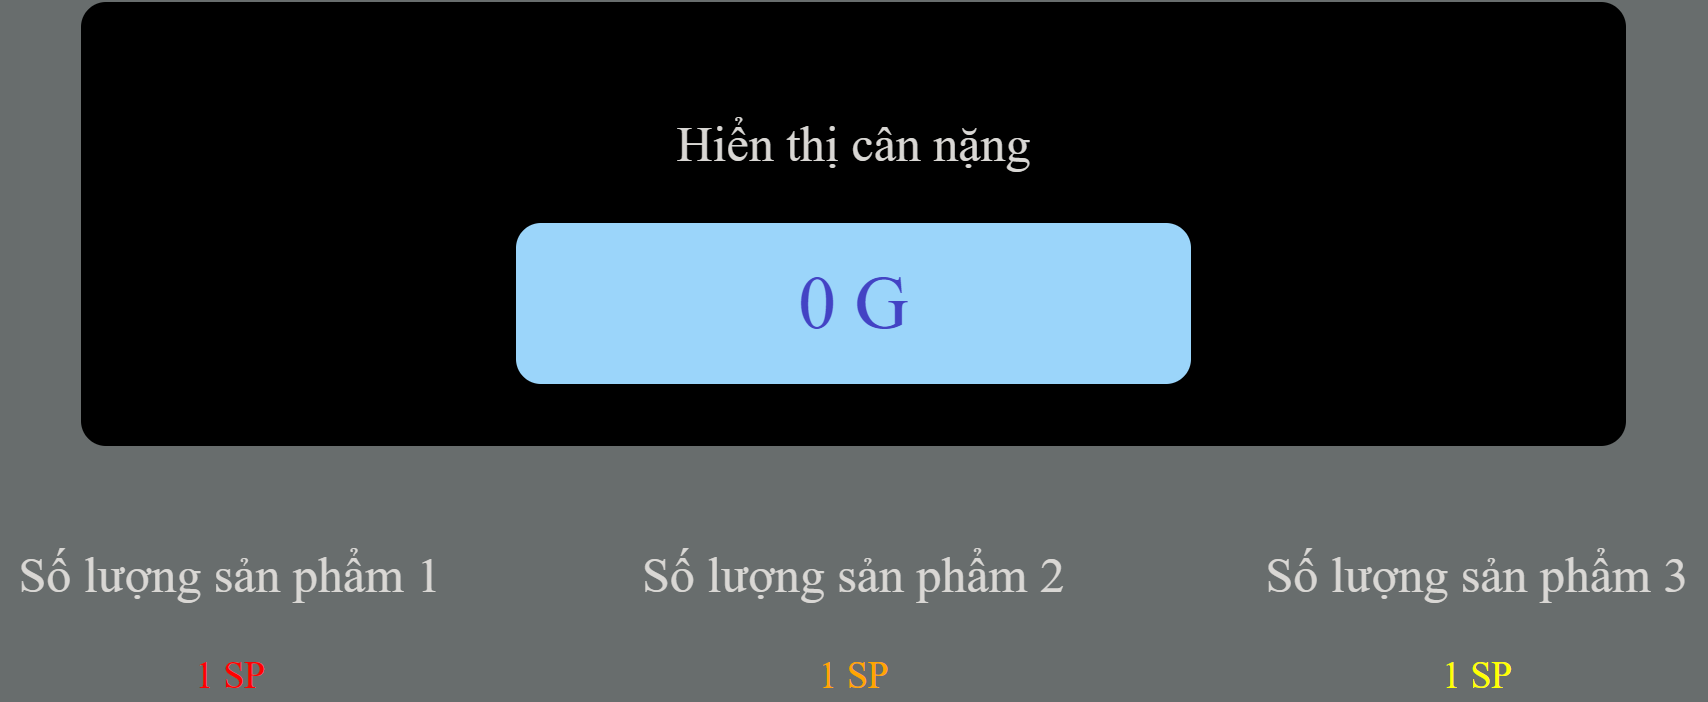 Hiển thị cân nặng
0 G
Số lượng sản phẩm 1
Số lượng sản phẩm 2
Số lượng sản phẩm 3
1 SP
1 SP
1 SP